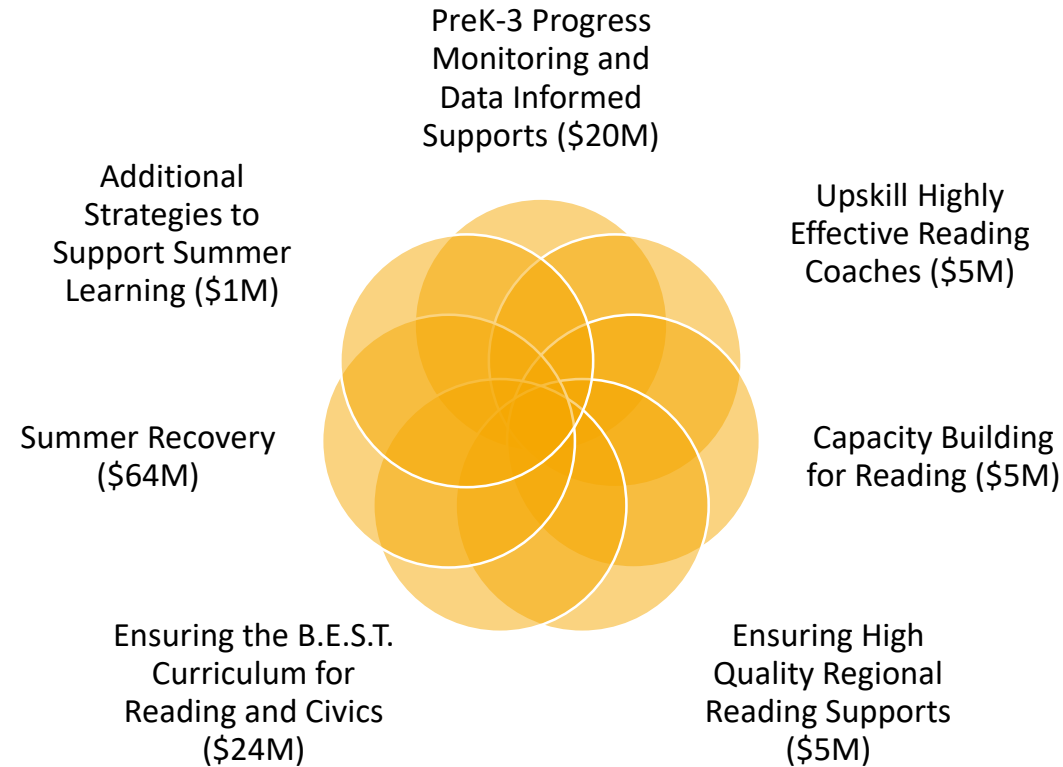 PreK-3 Progress
Monitoring and
Data Informed
Supports ($20M)
Upskill Highly
Effective Reading
Coaches ($5M)
Capacity Building
for Reading ($5M)
Ensuring High
Quality Regional
Reading Supports
($5M)
Ensuring the B.E.S.T.
Curriculum for
Reading and Civics
($24M)
Summer Recovery
($64M)
Additional
Strategies to
Support Summer
Learning ($1M)